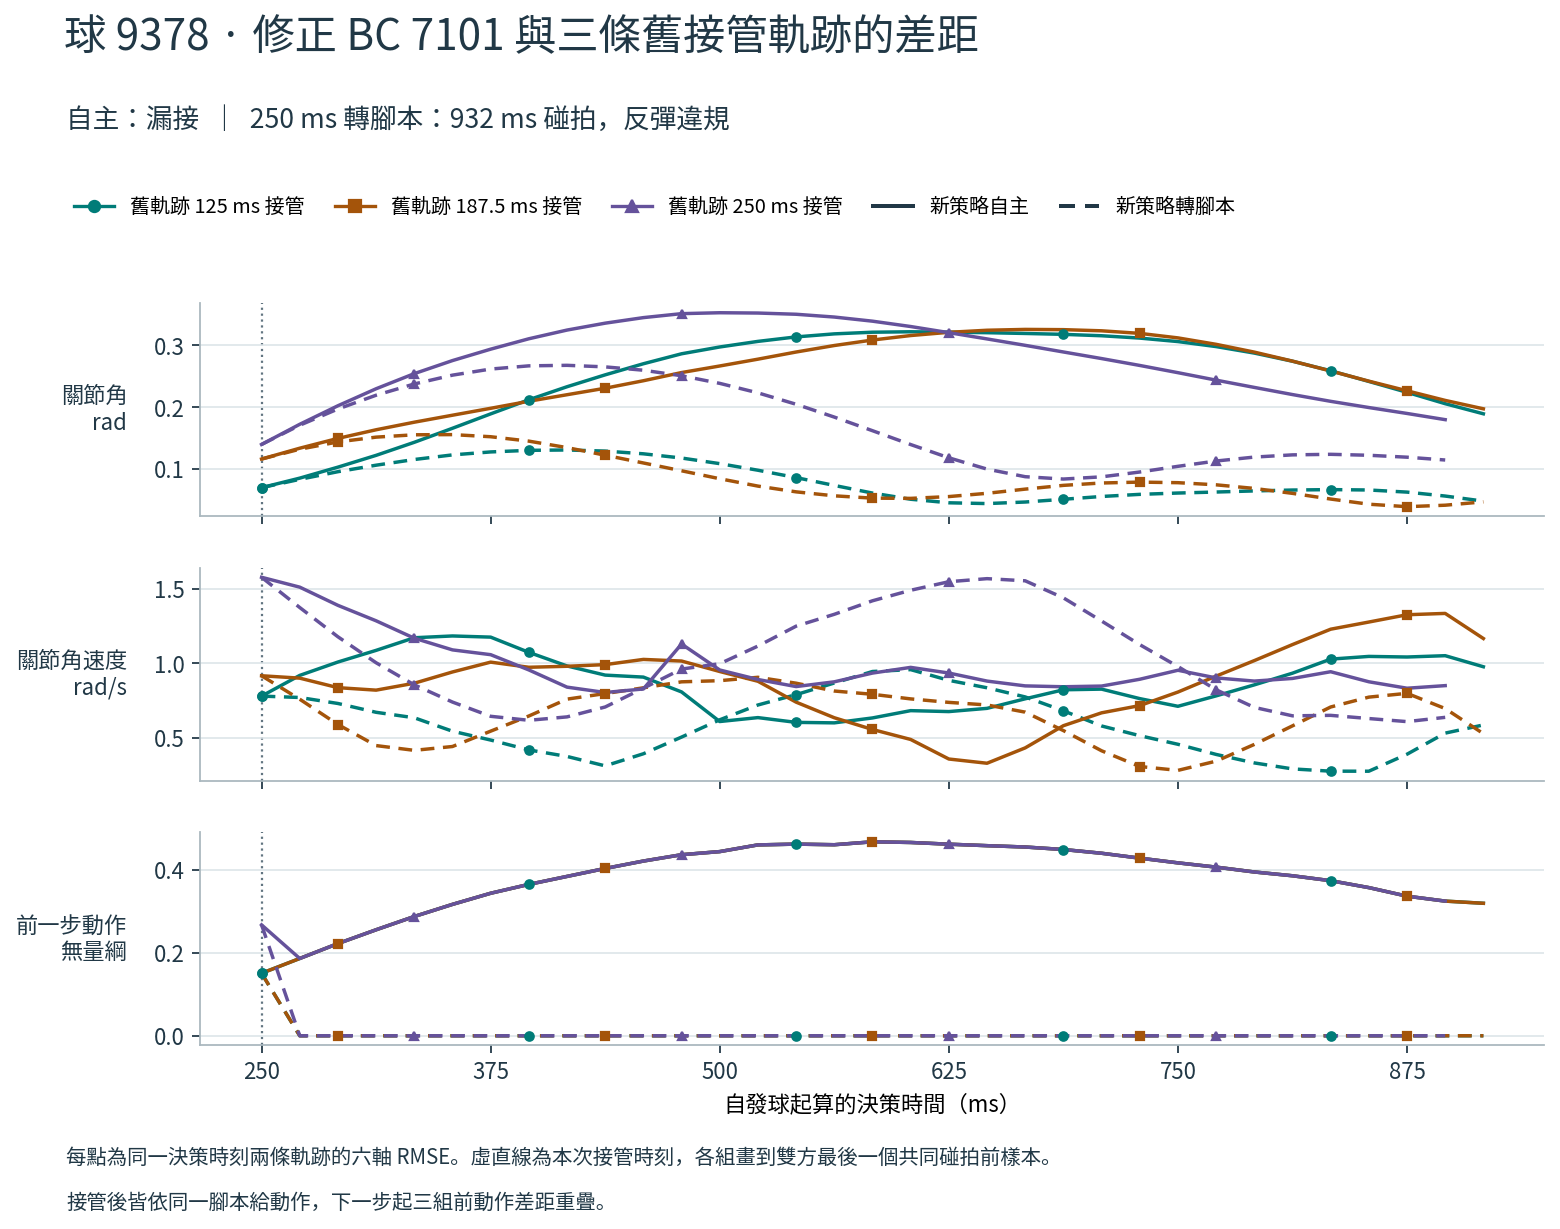 球 9378 · 修正 BC 7101 與三條舊接管軌跡的差距
自主：漏接 ｜ 250 ms 轉腳本：932 ms 碰拍，反彈違規
舊軌跡 125 ms 接管
舊軌跡 187.5 ms 接管
舊軌跡 250 ms 接管
新策略自主
新策略轉腳本
關節角
rad
0.3
0.2
0.1
關節角速度
rad/s
1.5
1.0
0.5
前一步動作
無量綱
0.4
0.2
0.0
250 375 500 625 750 875
自發球起算的決策時間（ms）
每點為同一決策時刻兩條軌跡的六軸 RMSE。虛直線為本次接管時刻，各組畫到雙方最後一個共同碰拍前樣本。
接管後皆依同一腳本給動作，下一步起三組前動作差距重疊。